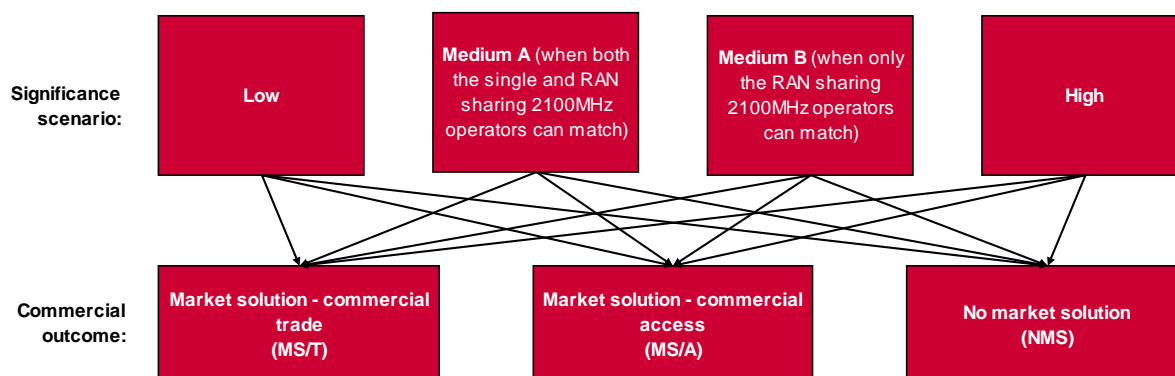 Significance
scenario:
Low
Medium A (when both
the single and RAN
sharing 2100MHz
operators can match)
Medium B (when only
the RAN sharing
2100MHz operators
can match)
High
Commercial
outcome:
Market solution - commercial
trade
(MS/T)
Market solution - commercial
access
(MS/A)
No market solution
(NMS)